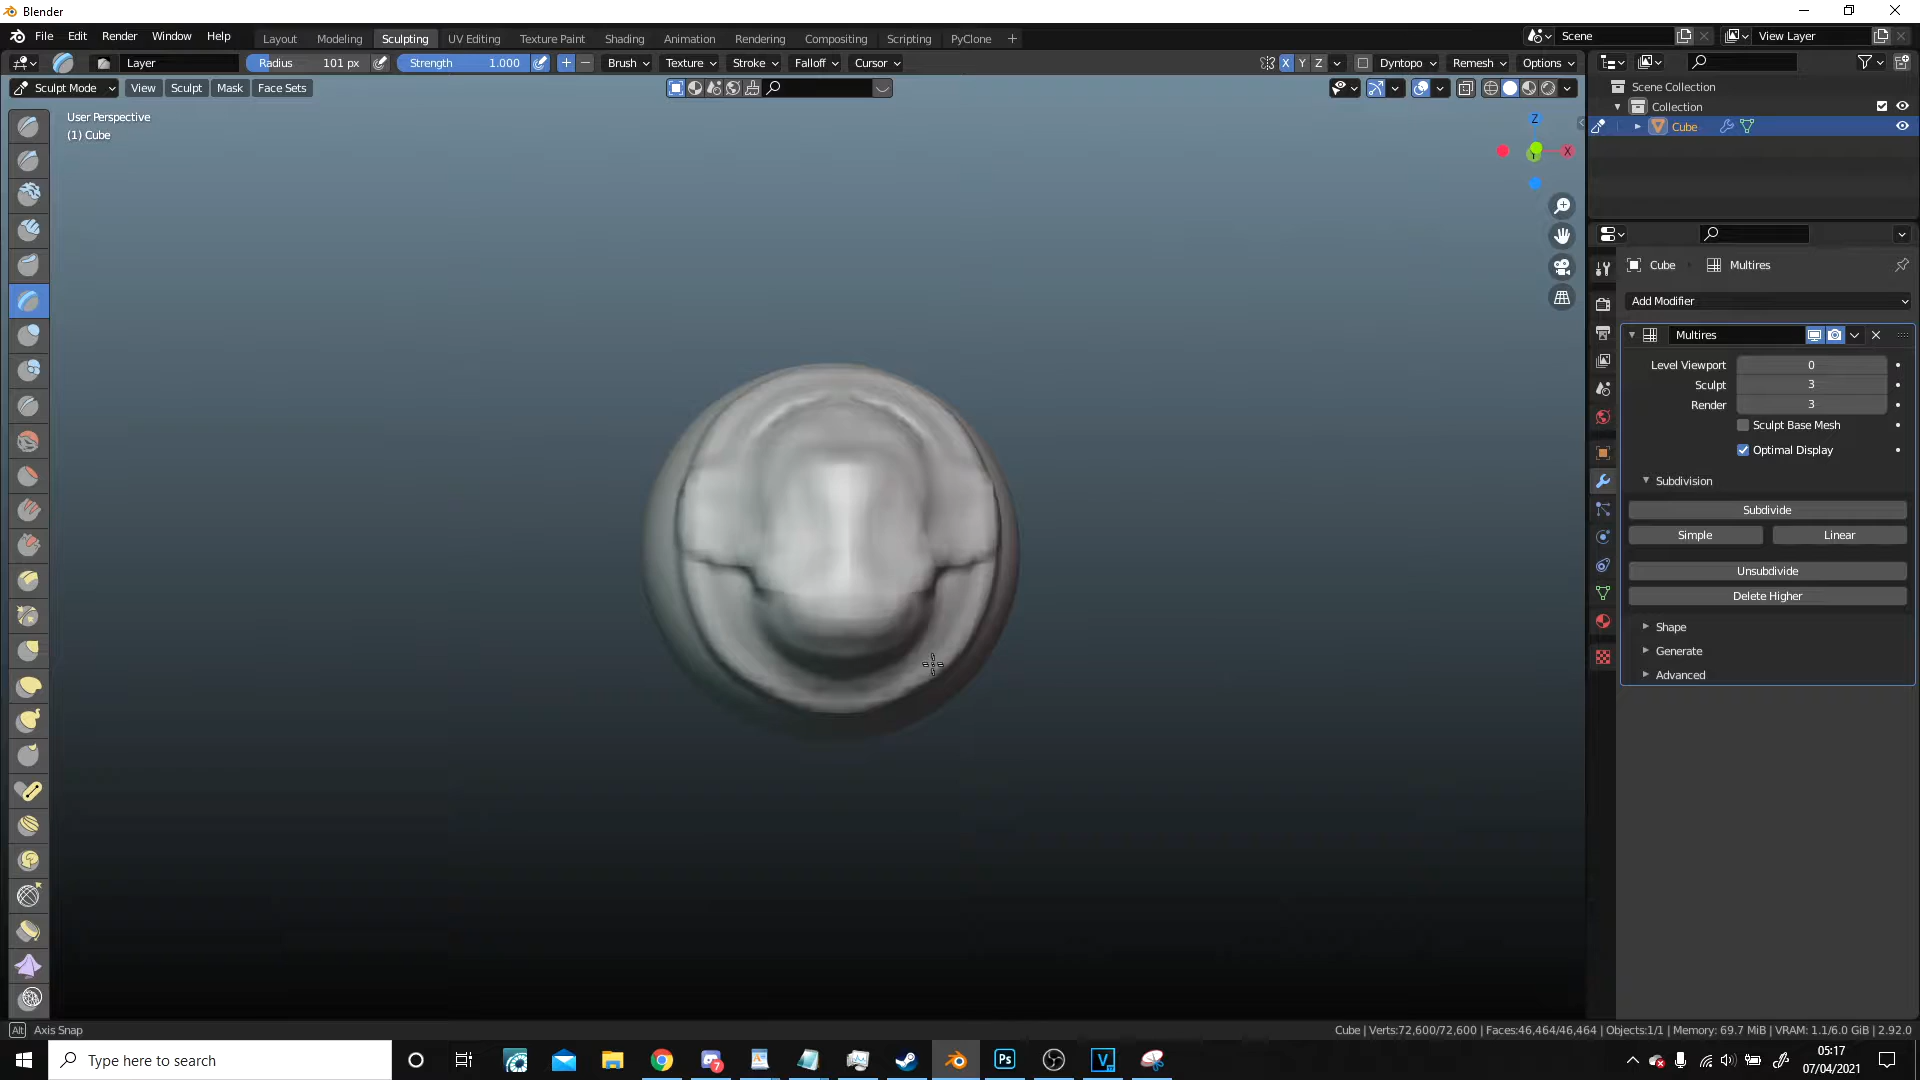 Blender
File Edit Render Window Help Layout Modeling Sculpting UV Editing Texture Paint Shading Animation Rendering Compositing Scripting PyClone + Scene View Layer
Layer Radius 101 px Strength 1.000 + − Brush Texture Stroke Falloff Cursor X Y Z Dyntopo Remesh Options
Sculpt Mode View Sculpt Mask Face Sets
Scene Collection
Collection
Cube
User Perspective
(1) Cube
Z
Y
X
Cube Multires
Add Modifier
Multires
Level Viewport 0
Sculpt 3
Render 3
Sculpt Base Mesh
Optimal Display
Subdivision
Subdivide
Simple Linear
Unsubdivide
Delete Higher
Shape
Generate
Advanced
Alt Axis Snap
Cube | Verts:72,600/72,600 | Faces:46,464/46,464 | Objects:1/1 | Memory: 69.7 MiB | VRAM: 1.1/6.0 GiB | 2.92.0
Type here to search
7
Ps
V
05:17
07/04/2021